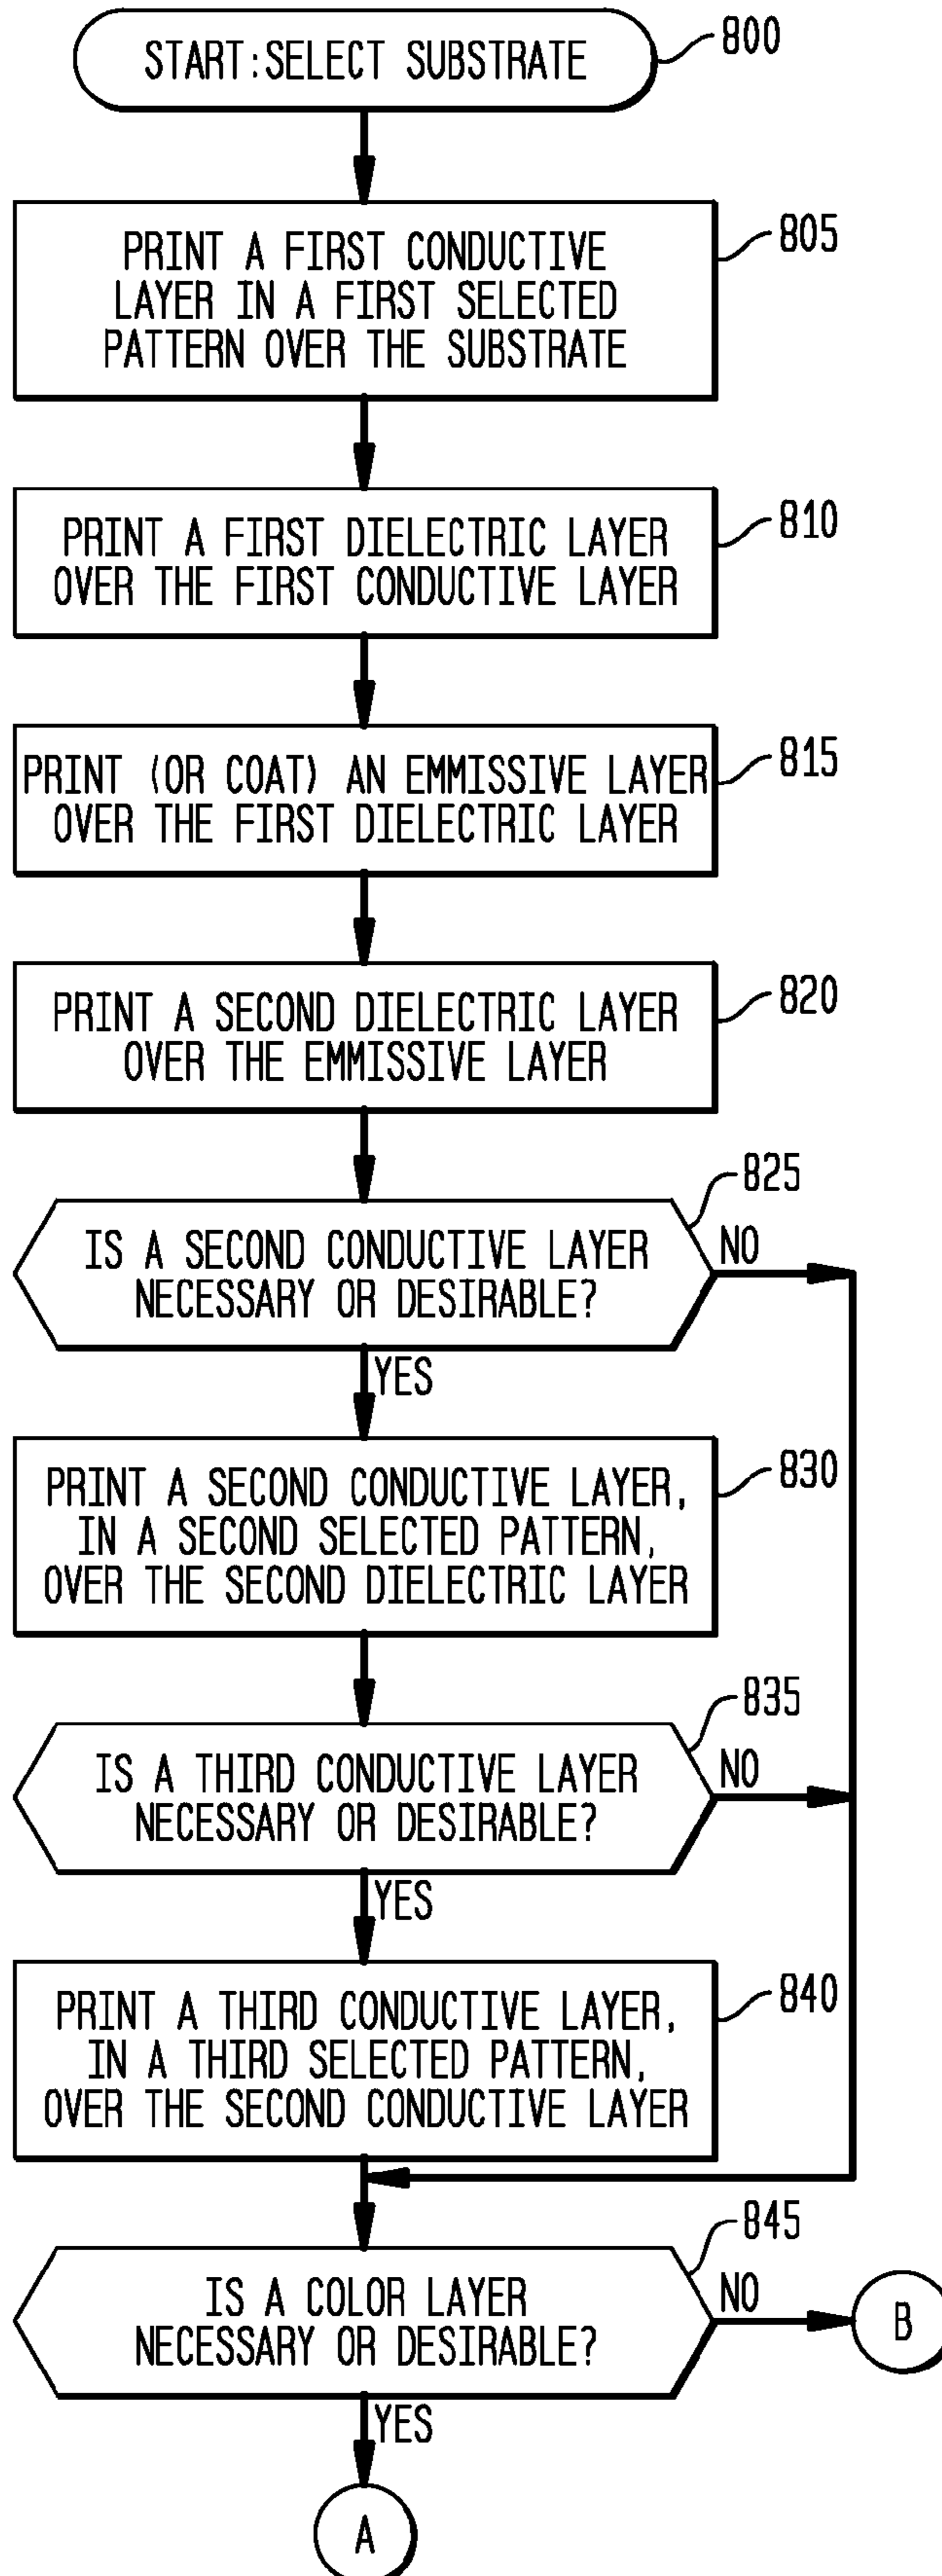 START:SELECT SUBSTRATE
800
PRINT A FIRST CONDUCTIVE
LAYER IN A FIRST SELECTED
PATTERN OVER THE SUBSTRATE
805
PRINT A FIRST DIELECTRIC LAYER
OVER THE FIRST CONDUCTIVE LAYER
810
PRINT (OR COAT) AN EMMISSIVE LAYER
OVER THE FIRST DIELECTRIC LAYER
815
PRINT A SECOND DIELECTRIC LAYER
OVER THE EMMISSIVE LAYER
820
IS A SECOND CONDUCTIVE LAYER
NECESSARY OR DESIRABLE?
825
NO
YES
PRINT A SECOND CONDUCTIVE LAYER,
IN A SECOND SELECTED PATTERN,
OVER THE SECOND DIELECTRIC LAYER
830
IS A THIRD CONDUCTIVE LAYER
NECESSARY OR DESIRABLE?
835
NO
YES
PRINT A THIRD CONDUCTIVE LAYER,
IN A THIRD SELECTED PATTERN,
OVER THE SECOND CONDUCTIVE LAYER
840
IS A COLOR LAYER
NECESSARY OR DESIRABLE?
845
NO
B
YES
A